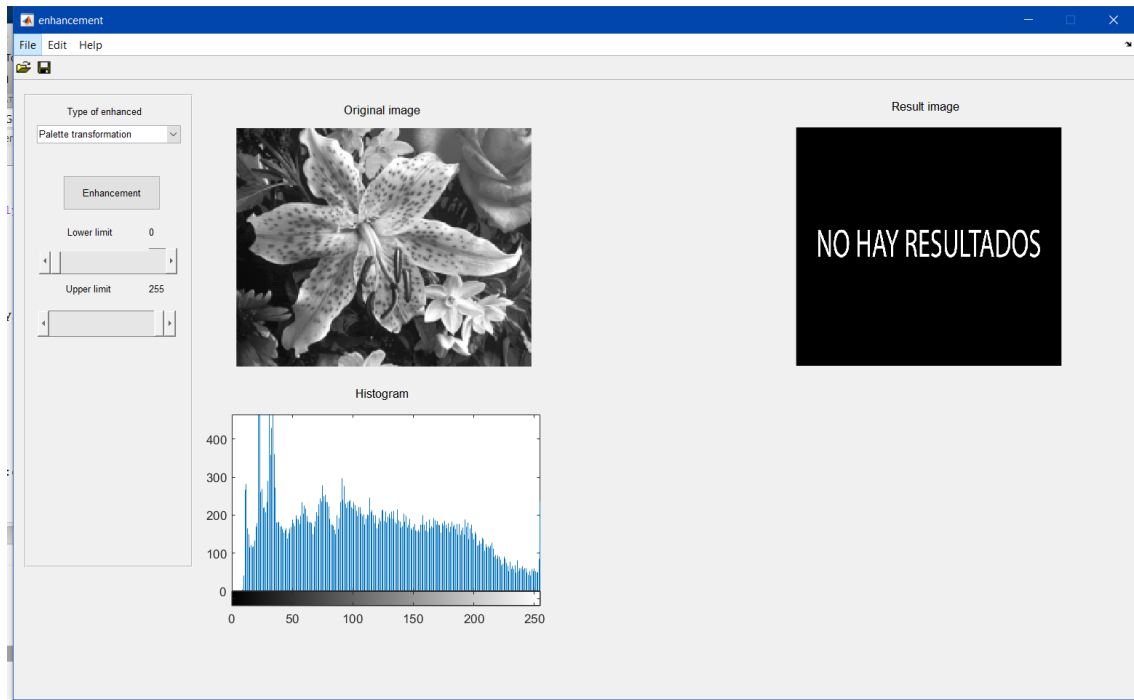 enhancement
File Edit Help
Type of enhanced
Palette transformation
Enhancement
Lower limit 0
Upper limit 255
Original image
Histogram
400
300
200
100
0
0 50 100 150 200 250
Result image
NO HAY RESULTADOS